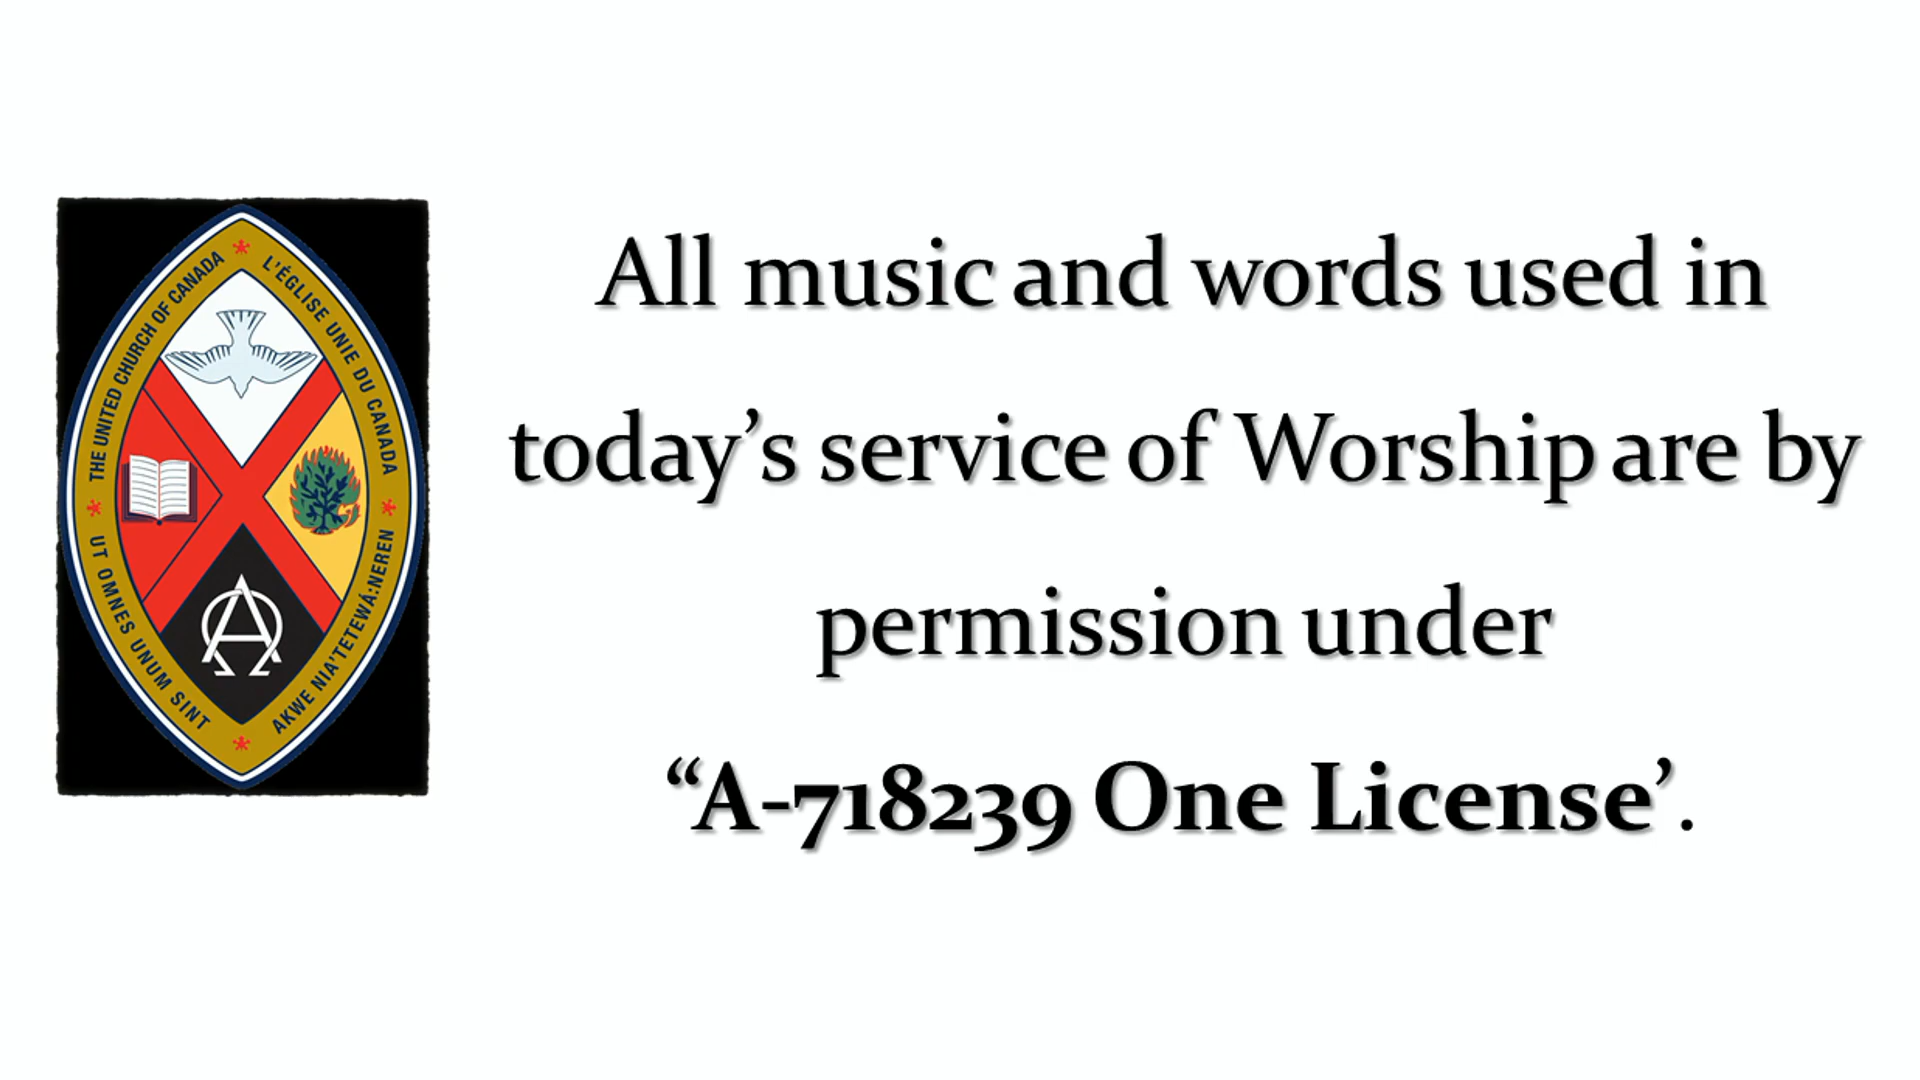 THE UNITED CHURCH OF CANADA
L'ÉGLISE UNIE DU CANADA
UT OMNES UNUM SINT
AKWE NIA'TETEWÁ:NEREN
ΑΩ
All music and words used in
today’s service of Worship are by
permission under
“A-718239 One License’.